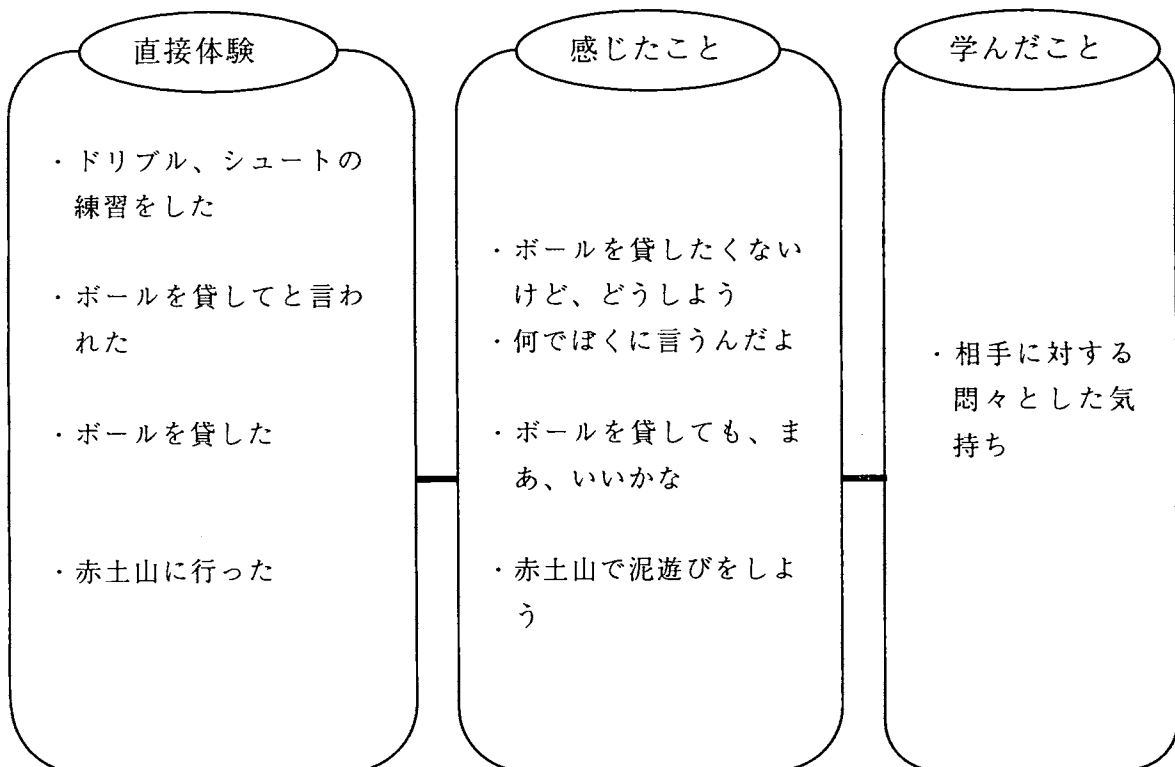 直接体験
・ドリブル、シュートの
練習をした
・ボールを貸してと言わ
れた
・ボールを貸した
・赤土山に行った
感じたこと
・ボールを貸したくない
けど、どうしよう
・何でぼくに言うんだよ
・ボールを貸しても、ま
あ、いいかな
・赤土山で泥遊びをしよ
う
学んだこと
・相手に対する
悶々とした気
持ち